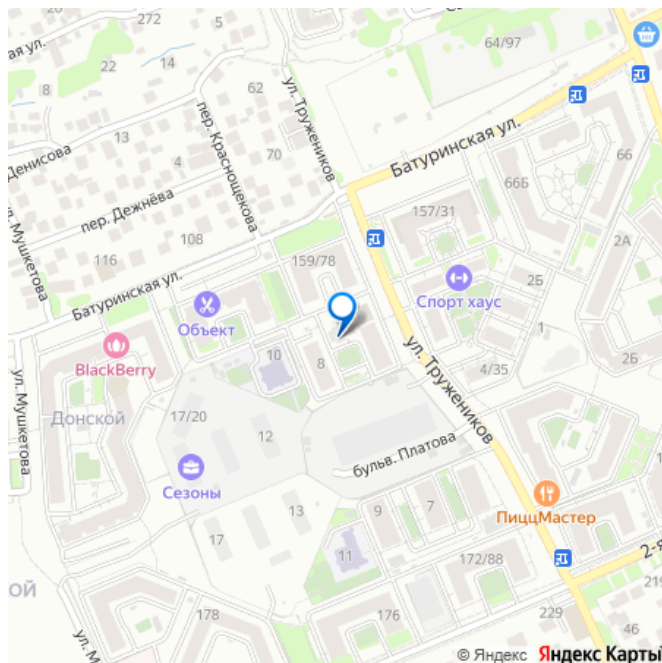 272
ая ул.
22
14
8
62
64/97
ул. Тружеников
Батуринская ул.
13
Денисова
4
пер. Краснощекова
70
66
66Б
пер. Дежнёва
157/31
ул. Мушкетова
108
116
2А
159/78
Батуринская ул.
Спорт хаус
2Б
Объект
1
BlackBerry
10
8
4/35
2Б
ул. Тружеников
ул. Мушкетова
Донской
17/20
12
бульв. Платова
Сезоны
ПиццМастер
13
9
7
17
11
172/88
2-я
ОЙ
178
176
229
219
46
ул. М
© Яндекс Яндекс Карты